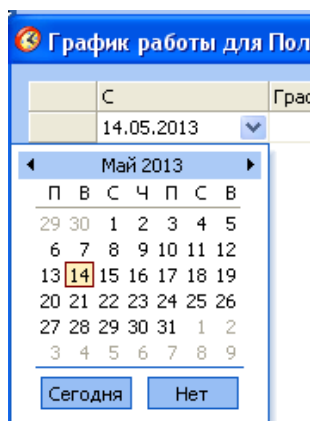 График работы для Пол
С Граф
14.05.2013
Май 2013
П В С Ч П С В
29 30 1 2 3 4 5
6 7 8 9 10 11 12
13 14 15 16 17 18 19
20 21 22 23 24 25 26
27 28 29 30 31 1 2
3 4 5 6 7 8 9
Сегодня Нет